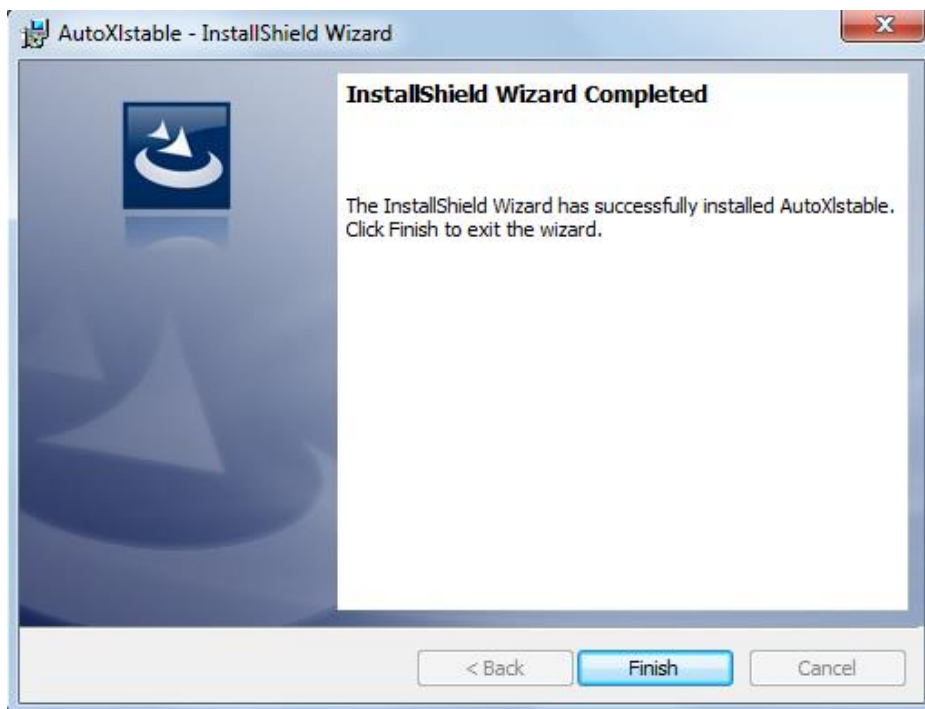 AutoXlstable - InstallShield Wizard
InstallShield Wizard Completed
The InstallShield Wizard has successfully installed AutoXlstable.
Click Finish to exit the wizard.
< Back
Finish
Cancel